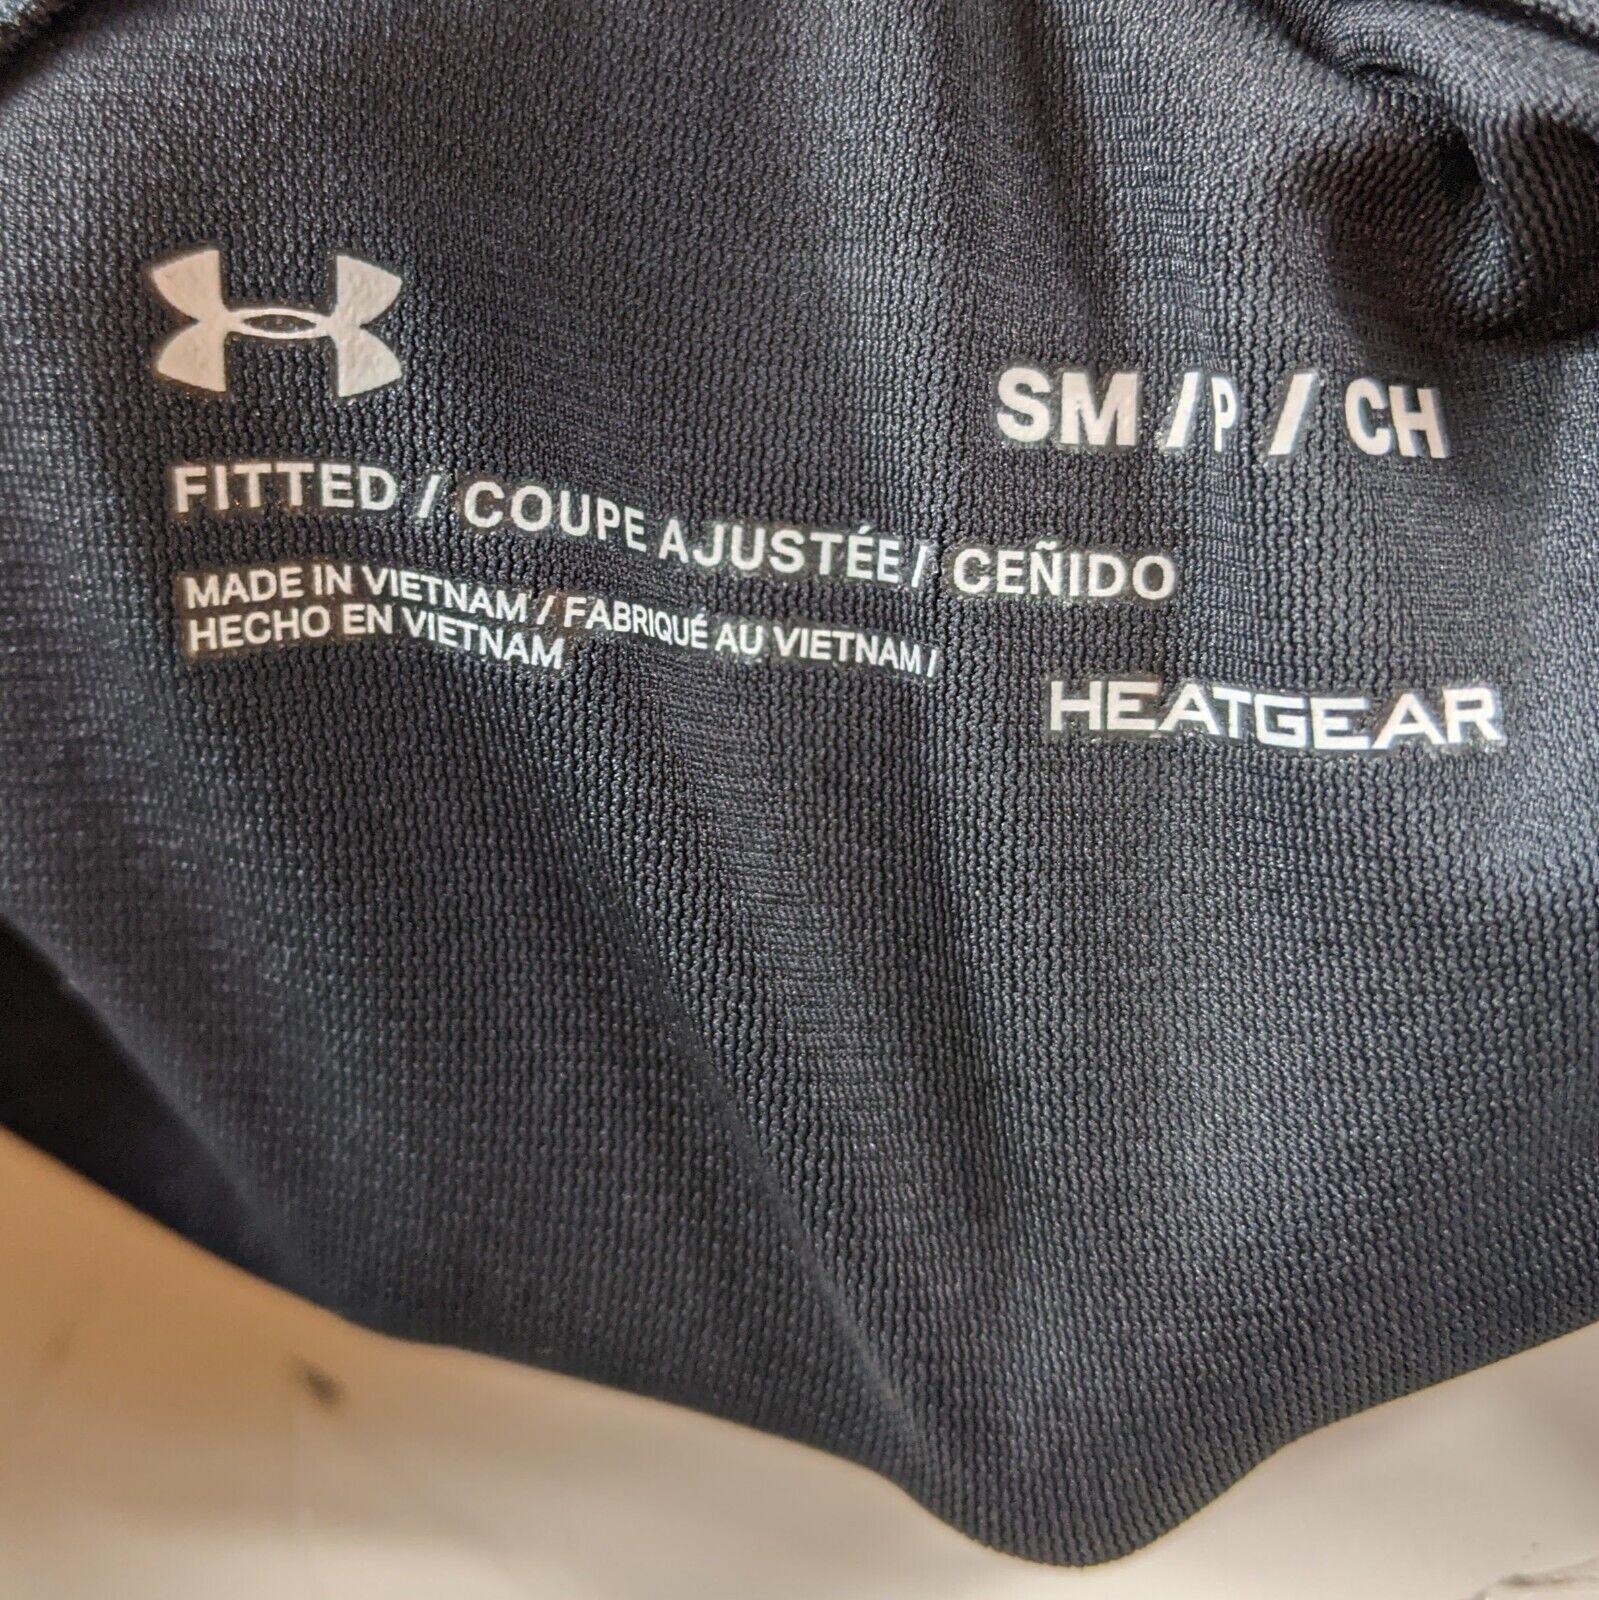 SM / P / CH
FITTED / COUPE AJUSTÉE / CEÑIDO
MADE IN VIETNAM / FABRIQUÉ AU VIETNAM /
HECHO EN VIETNAM
HEATGEAR